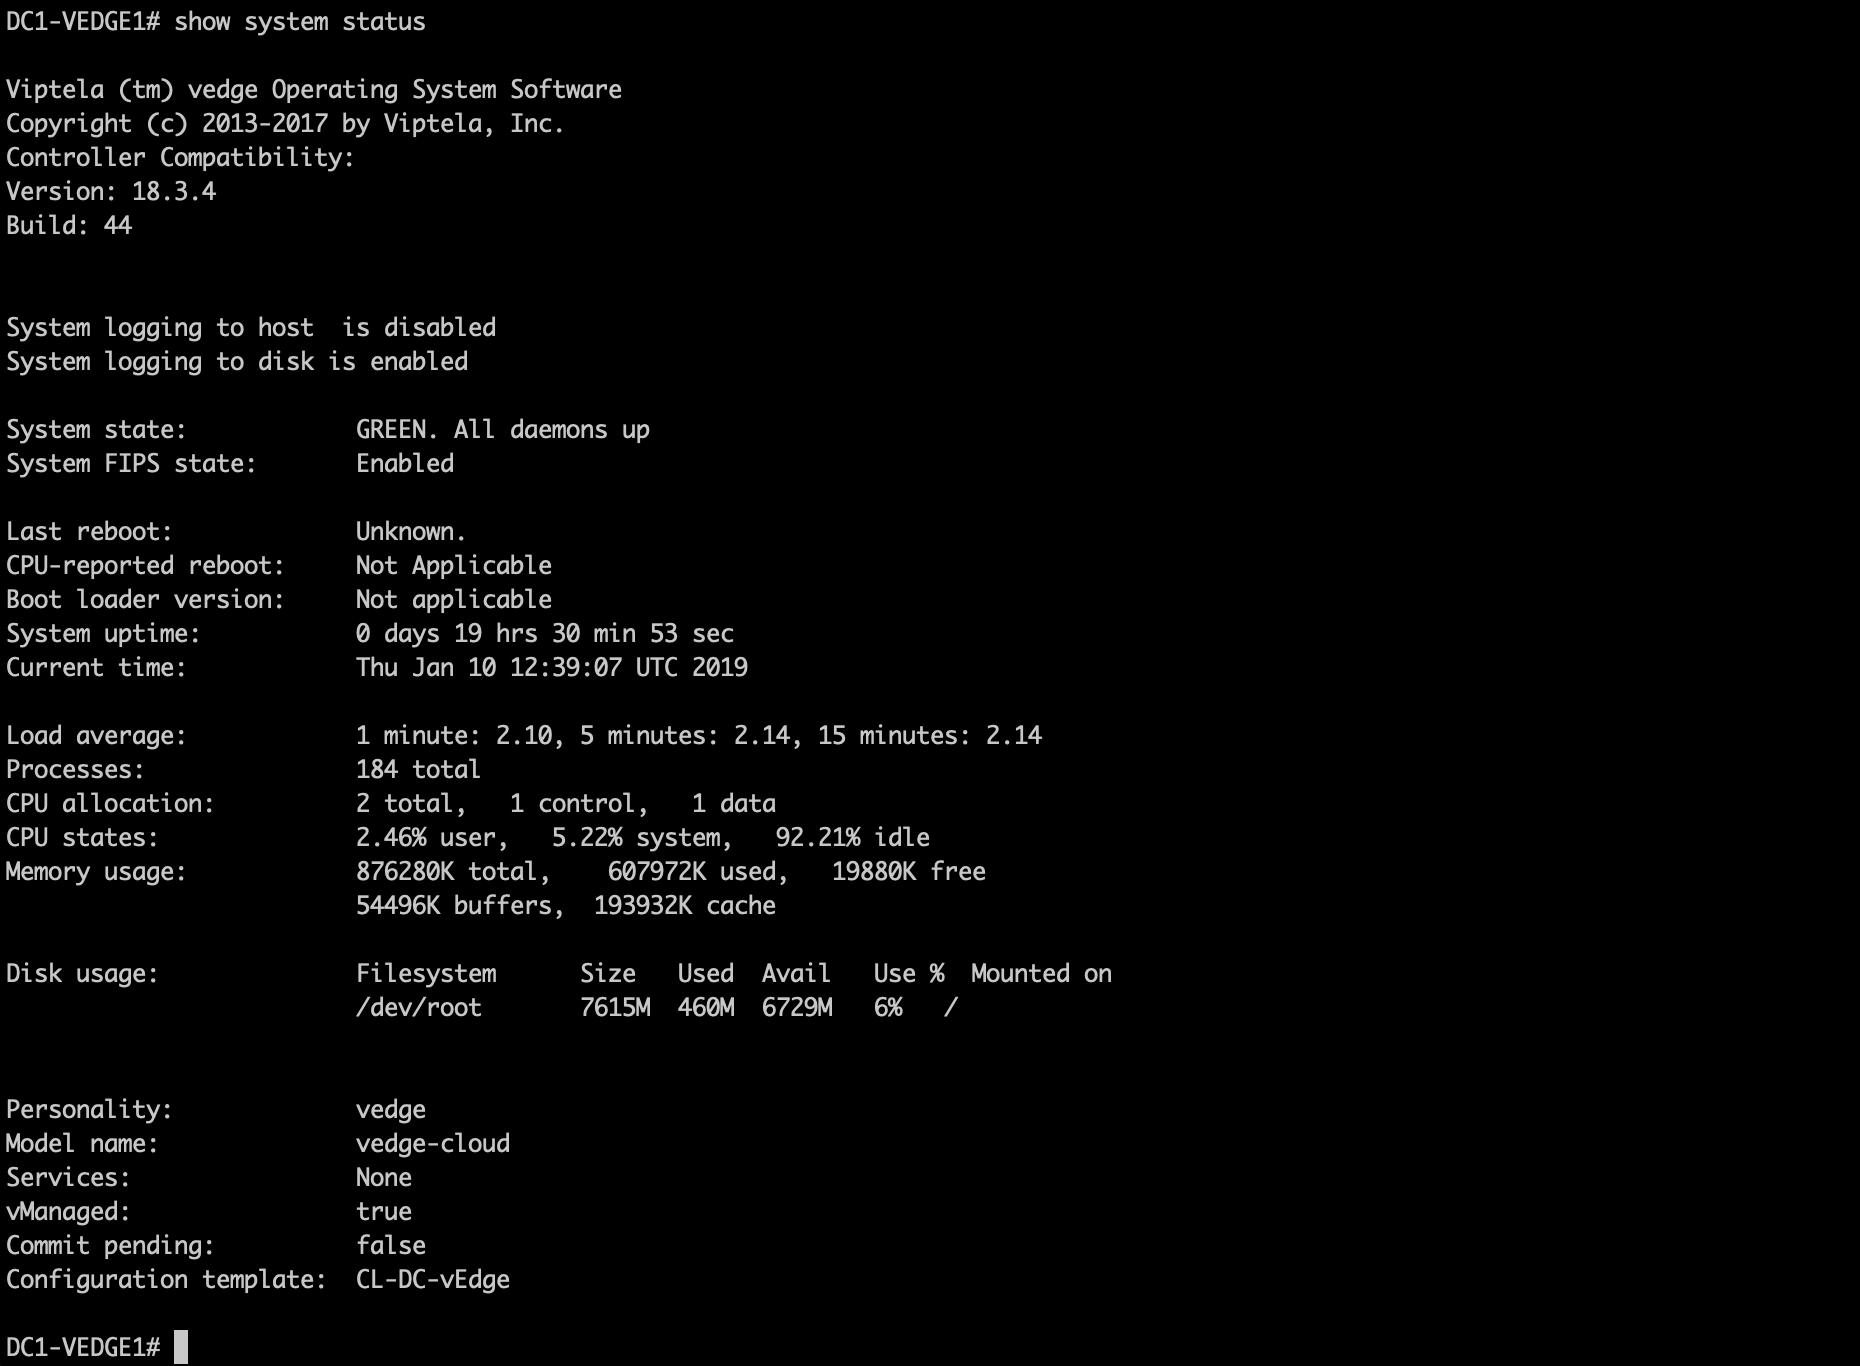 DC1-VEDGE1# show system status
Viptela (tm) vedge Operating System Software
Copyright (c) 2013-2017 by Viptela, Inc.
Controller Compatibility:
Version: 18.3.4
Build: 44
System logging to host  is disabled
System logging to disk is enabled
System state:            GREEN. All daemons up
System FIPS state:       Enabled
Last reboot:             Unknown.
CPU-reported reboot:     Not Applicable
Boot loader version:     Not applicable
System uptime:           0 days 19 hrs 30 min 53 sec
Current time:            Thu Jan 10 12:39:07 UTC 2019
Load average:            1 minute: 2.10, 5 minutes: 2.14, 15 minutes: 2.14
Processes:               184 total
CPU allocation:          2 total,   1 control,   1 data
CPU states:              2.46% user,   5.22% system,   92.21% idle
Memory usage:            876280K total,    607972K used,   19880K free
                         54496K buffers,  193932K cache
Disk usage:              Filesystem      Size   Used  Avail   Use %  Mounted on
                         /dev/root       7615M  460M  6729M   6%   /
Personality:             vedge
Model name:              vedge-cloud
Services:                None
vManaged:                true
Commit pending:          false
Configuration template:  CL-DC-vEdge
DC1-VEDGE1#